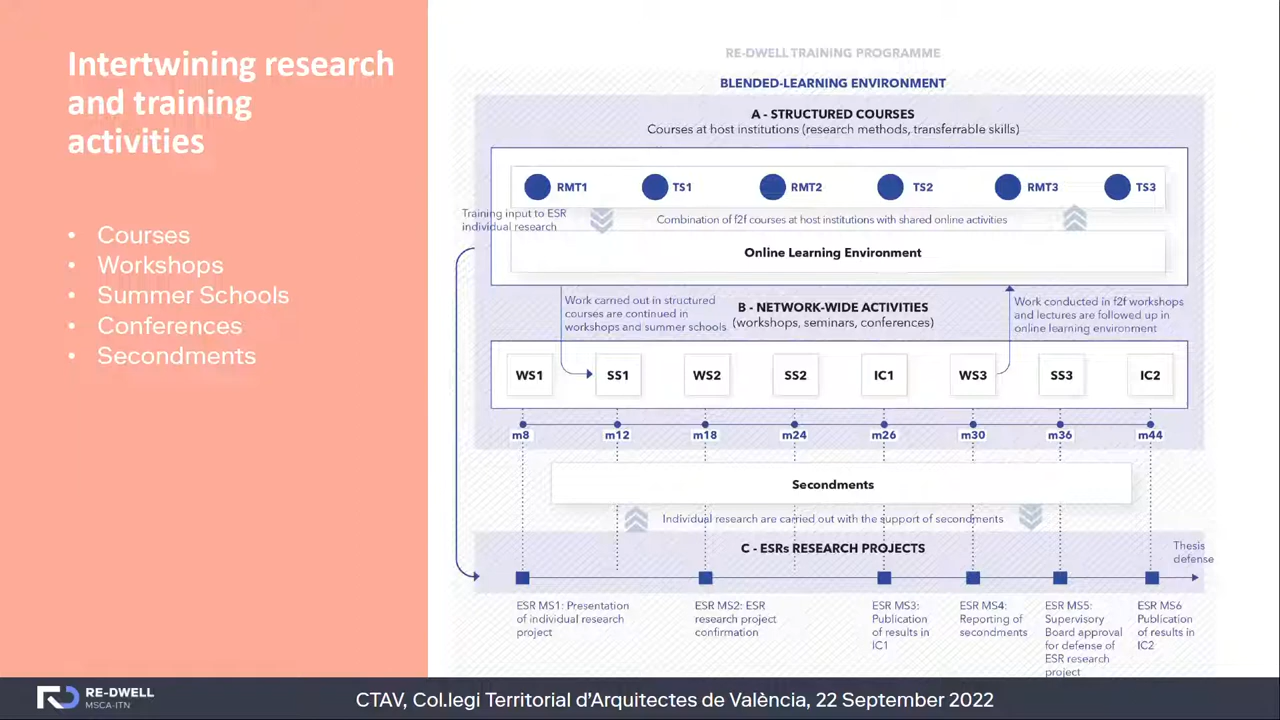 Intertwining research
and training
activities
• Courses
• Workshops
• Summer Schools
• Conferences
• Secondments
RE-DWELL TRAINING PROGRAMME
BLENDED-LEARNING ENVIRONMENT
A - STRUCTURED COURSES
Courses at host institutions (research methods, transferrable skills)
RMT1 TS1 RMT2 TS2 RMT3 TS3
Training input to ESR
individual research
Combination of f2f courses at host institutions with shared online activities
Online Learning Environment
Work carried out in structured
courses are continued in
workshops and summer schools
B - NETWORK-WIDE ACTIVITIES
(workshops, seminars, conferences)
Work conducted in f2f workshops
and lectures are followed up in
online learning environment
WS1 SS1 WS2 SS2 IC1 WS3 SS3 IC2
m8 m12 m18 m24 m26 m30 m36 m44
Secondments
Individual research are carried out with the support of secondments
C - ESRs RESEARCH PROJECTS
Thesis
defense
ESR MS1: Presentation
of individual research
project
ESR MS2: ESR
research project
confirmation
ESR MS3:
Publication
of results in
IC1
ESR MS4:
Reporting of
secondments
ESR MS5:
Supervisory
Board approval
for defense of
ESR research
project
ESR MS6
Publication
of results in
IC2
RE-DWELL
MSCA-ITN
CTAV, Col.legi Territorial d'Arquitectes de València, 22 September 2022